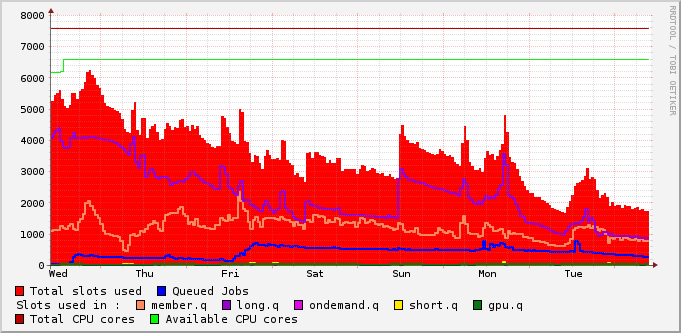 8000
7000
6000
5000
4000
3000
2000
1000
0
Wed Thu Fri Sat Sun Mon Tue
RRDTOOL / TOBI OETIKER
Total slots used Queued Jobs
Slots used in : member.q long.q ondemand.q short.q gpu.q
Total CPU cores Available CPU cores